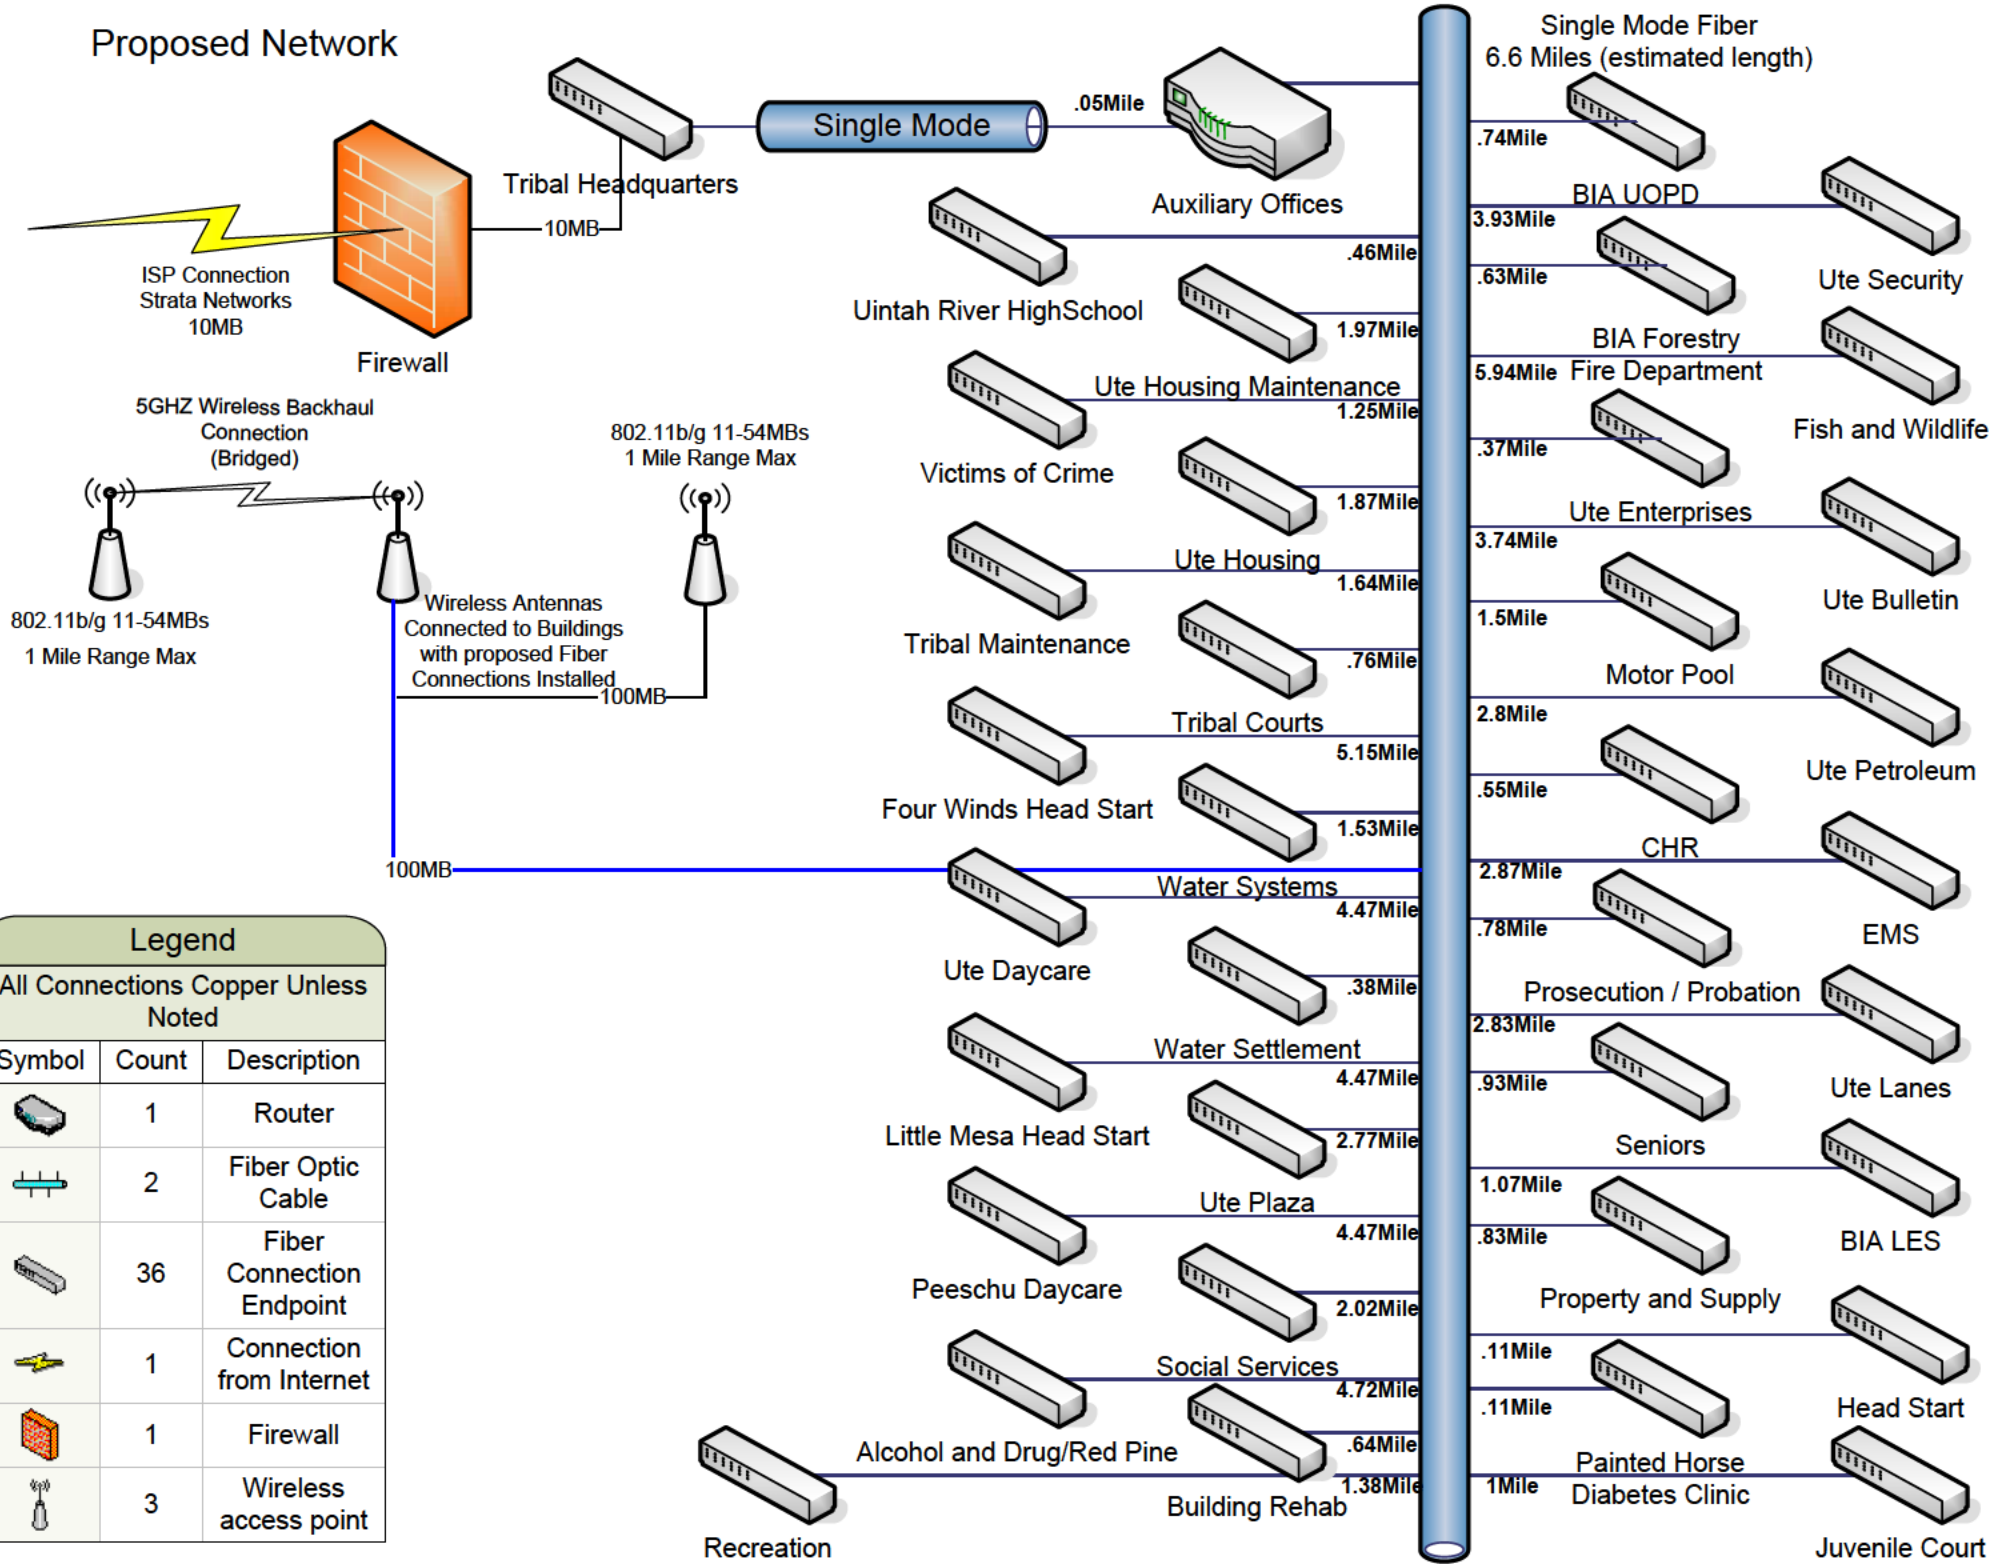 Proposed Network
Single Mode Fiber
6.6 Miles (estimated length)
Single Mode
.05Mile
Tribal Headquarters
Auxiliary Offices
10MB
ISP Connection
Strata Networks
10MB
Firewall
5GHZ Wireless Backhaul
Connection
(Bridged)
802.11b/g 11-54MBs
1 Mile Range Max
802.11b/g 11-54MBs
1 Mile Range Max
Wireless Antennas
Connected to Buildings
with proposed Fiber
Connections Installed
100MB
100MB
.46Mile
Uintah River HighSchool
1.97Mile
Ute Housing Maintenance
1.25Mile
Victims of Crime
1.87Mile
Ute Housing
1.64Mile
Tribal Maintenance
.76Mile
Tribal Courts
5.15Mile
Four Winds Head Start
1.53Mile
Water Systems
4.47Mile
Ute Daycare
.38Mile
Water Settlement
4.47Mile
Little Mesa Head Start
2.77Mile
Ute Plaza
4.47Mile
Peeschu Daycare
2.02Mile
Social Services
4.72Mile
Alcohol and Drug/Red Pine
.64Mile
Building Rehab
1.38Mile
Recreation
.74Mile
BIA UOPD
3.93Mile
Ute Security
.63Mile
BIA Forestry
Fire Department
5.94Mile
Fish and Wildlife
.37Mile
Ute Enterprises
3.74Mile
Ute Bulletin
1.5Mile
Motor Pool
2.8Mile
Ute Petroleum
.55Mile
CHR
2.87Mile
EMS
.78Mile
Prosecution / Probation
2.83Mile
Ute Lanes
.93Mile
Seniors
1.07Mile
BIA LES
.83Mile
Property and Supply
.11Mile
Head Start
.11Mile
Painted Horse
Diabetes Clinic
1Mile
Juvenile Court
Legend
All Connections Copper Unless
Noted
Symbol Count Description
1 Router
2 Fiber Optic
Cable
36 Fiber
Connection
Endpoint
1 Connection
from Internet
1 Firewall
3 Wireless
access point